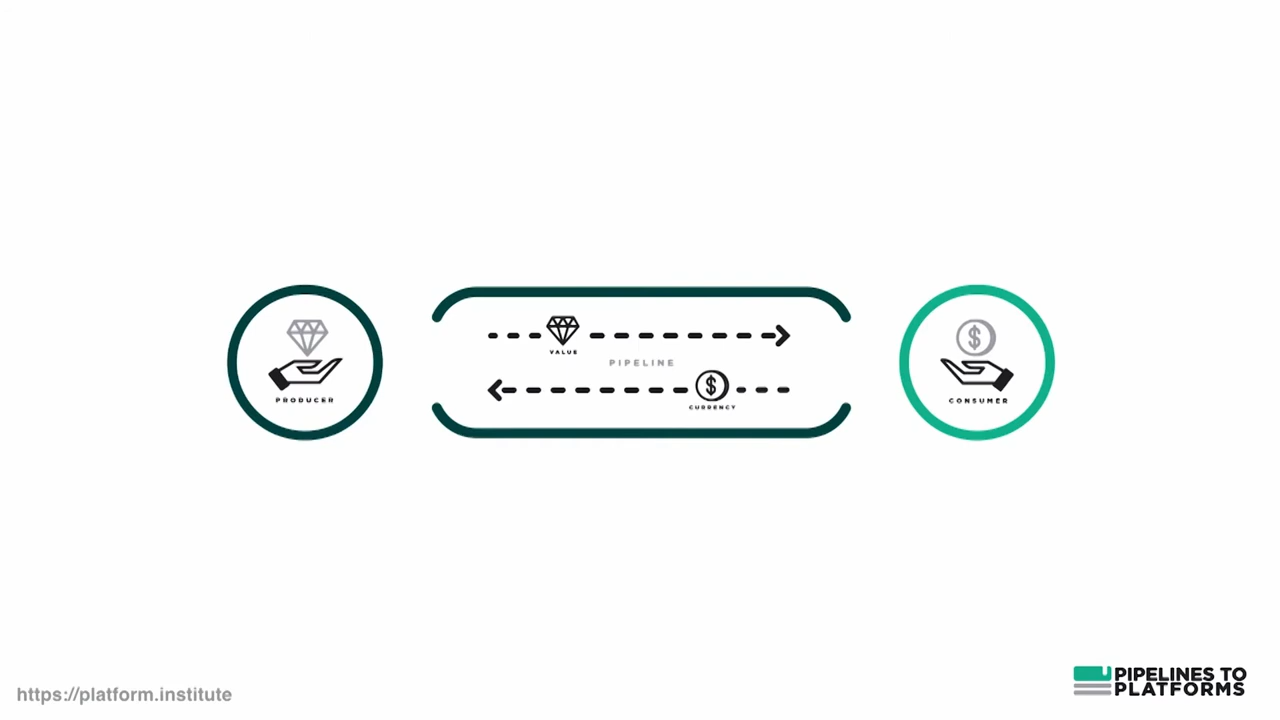 VALUE
PIPELINE
PRODUCER
CURRENCY
CONSUMER
https://platform.institute
PIPELINES TO
PLATFORMS